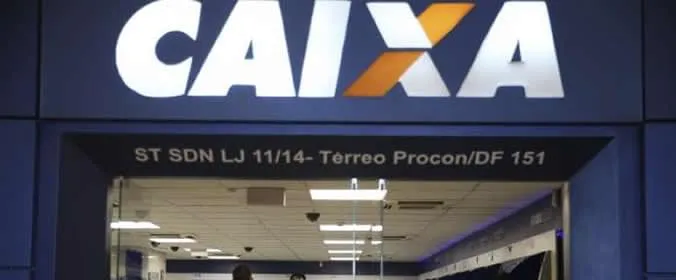 CAIXA
ST SDN LJ 11/14- Térreo Procon/DF 151